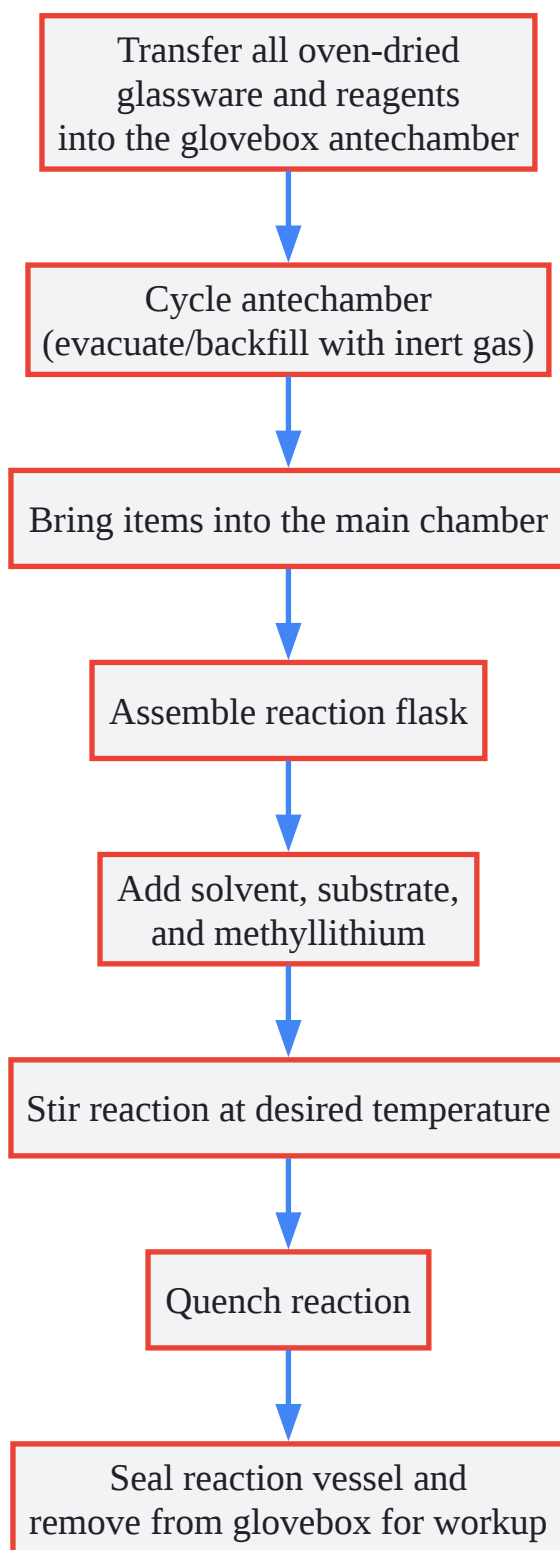 Transfer all oven-dried
glassware and reagents
into the glovebox antechamber
Cycle antechamber
(evacuate/backfill with inert gas)
Bring items into the main chamber
Assemble reaction flask
Add solvent, substrate,
and methyllithium
Stir reaction at desired temperature
Quench reaction
Seal reaction vessel and
remove from glovebox for workup